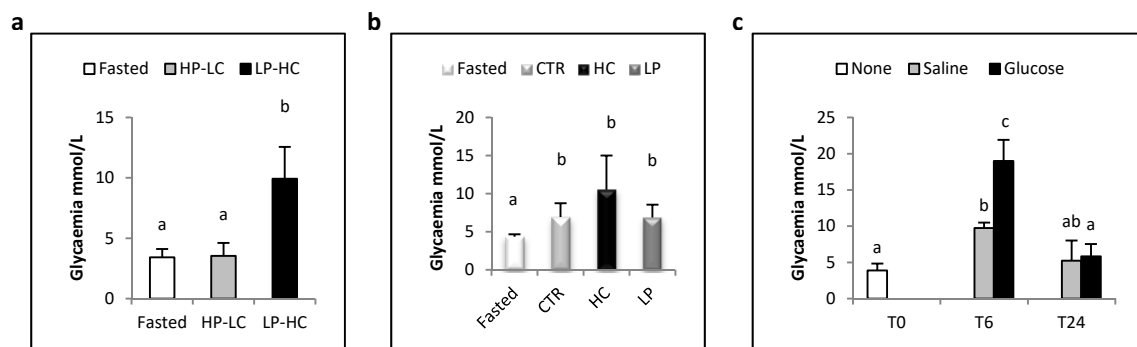 a
Fasted HP-LC LP-HC
Glycaemia mmol/L
15
10
5
0
a
a
b
Fasted HP-LC LP-HC
b
Fasted CTR HC LP
Glycaemia mmol/L
20
15
10
5
0
a
b
b
b
Fasted CTR HC LP
c
None Saline Glucose
Glycaemia mmol/L
25
20
15
10
5
0
a
b
c
ab a
T0 T6 T24